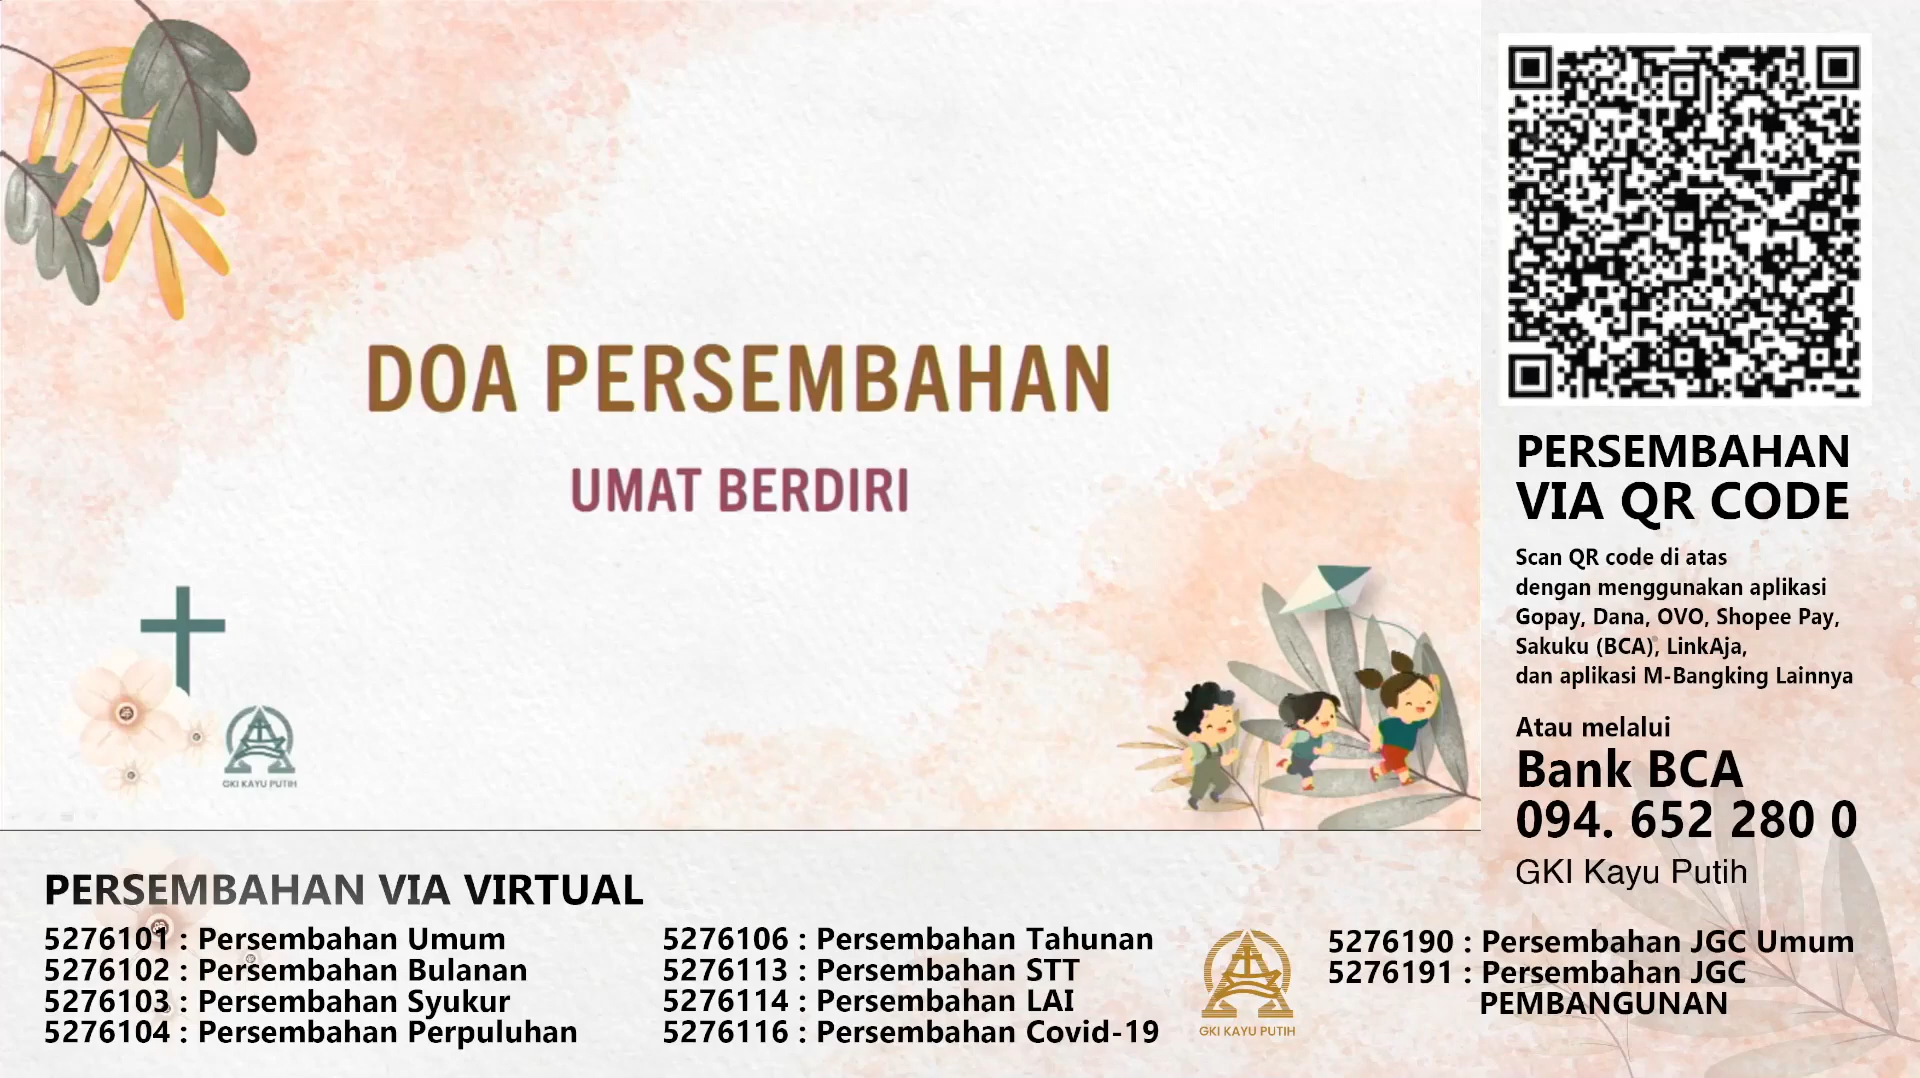 DOA PERSEMBAHAN
UMAT BERDIRI
GKI KAYU PUTIH
PERSEMBAHAN
VIA QR CODE
Scan QR code di atas
dengan menggunakan aplikasi
Gopay, Dana, OVO, Shopee Pay,
Sakuku (BCA), LinkAja,
dan aplikasi M-Bangking Lainnya
Atau melalui
Bank BCA
094. 652 280 0
GKI Kayu Putih
PERSEMBAHAN VIA VIRTUAL
5276101 : Persembahan Umum
5276102 : Persembahan Bulanan
5276103 : Persembahan Syukur
5276104 : Persembahan Perpuluhan
5276106 : Persembahan Tahunan
5276113 : Persembahan STT
5276114 : Persembahan LAI
5276116 : Persembahan Covid-19
GKI KAYU PUTIH
5276190 : Persembahan JGC Umum
5276191 : Persembahan JGC
PEMBANGUNAN